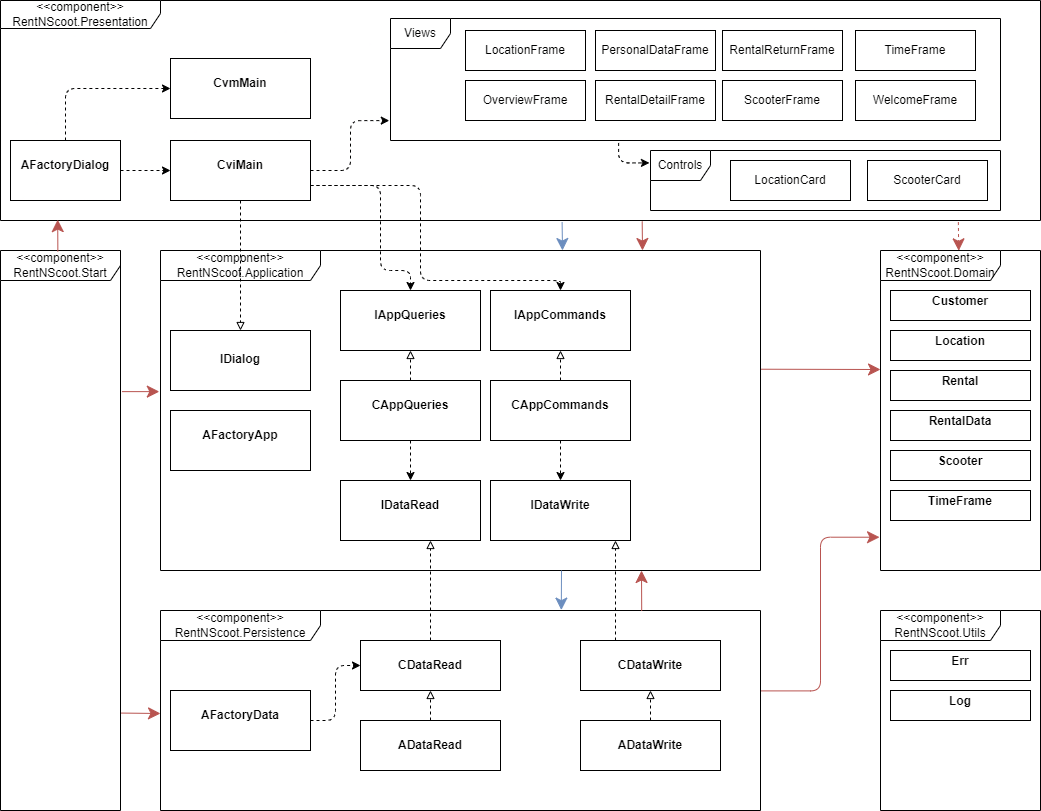 <<component>>
RentNScoot.Presentation
Views
LocationFrame
PersonalDataFrame
RentalReturnFrame
TimeFrame
OverviewFrame
RentalDetailFrame
ScooterFrame
WelcomeFrame
CvmMain
AFactoryDialog
CviMain
Controls
LocationCard
ScooterCard
<<component>>
RentNScoot.Start
<<component>>
RentNScoot.Application
IAppQueries
IAppCommands
IDialog
CAppQueries
CAppCommands
AFactoryApp
IDataRead
IDataWrite
<<component>>
RentNScoot.Domain
Customer
Location
Rental
RentalData
Scooter
TimeFrame
<<component>>
RentNScoot.Persistence
CDataRead
CDataWrite
AFactoryData
ADataRead
ADataWrite
<<component>>
RentNScoot.Utils
Err
Log